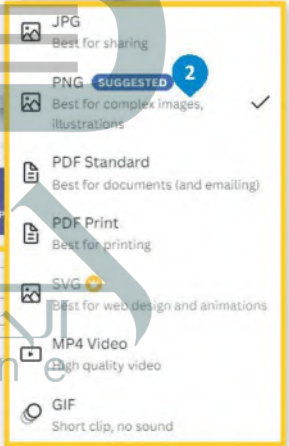 JPG
Best for sharing
PNG SUGGESTED 2
Best for complex images,
illustrations
PDF Standard
Best for documents (and emailing)
PDF Print
Best for printing
SVG
Best for web design and animations
MP4 Video
High quality video
GIF
Short clip, no sound